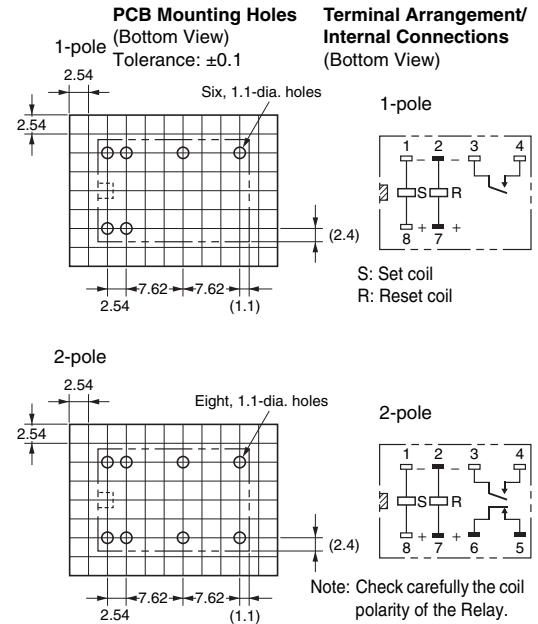 PCB Mounting Holes
(Bottom View)
Tolerance: ±0.1
Terminal Arrangement/
Internal Connections
(Bottom View)
1-pole
2.54
2.54
Six, 1.1-dia. holes
(2.4)
7.62
7.62
2.54
(1.1)
1-pole
1 2 3 4
- -
S R
+ +
8 7
S: Set coil
R: Reset coil
2-pole
2.54
2.54
Eight, 1.1-dia. holes
(2.4)
7.62
7.62
2.54
(1.1)
2-pole
1 2 3 4
- -
S R
+ +
8 7 6 5
Note: Check carefully the coil
polarity of the Relay.